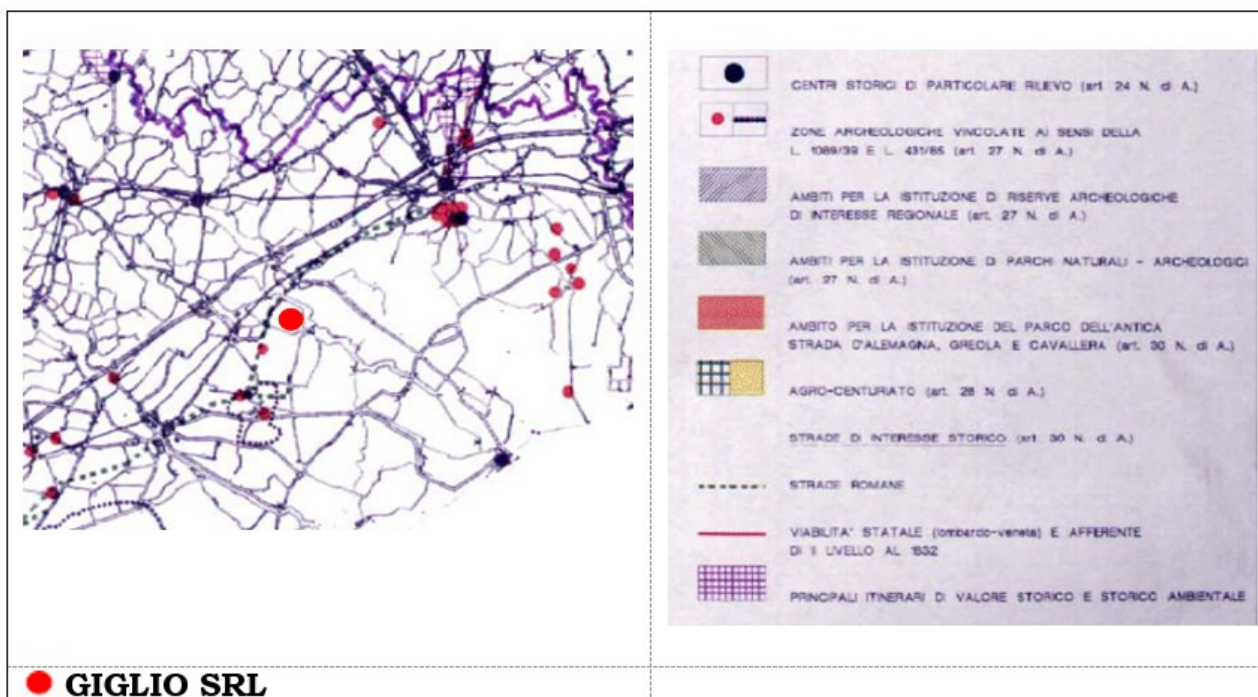 CENTRI STORICI DI PARTICOLARE RILIEVO (art. 24 N. di A.)
ZONE ARCHEOLOGICHE VINCOLATE AI SENSI DELLA
L. 1089/39 E L. 431/85 (art. 27 N. di A.)
AMBITI PER LA ISTITUZIONE DI RISERVE ARCHEOLOGICHE
DI INTERESSE REGIONALE (art. 27 N. di A.)
AMBITI PER LA ISTITUZIONE DI PARCHI NATURALI - ARCHEOLOGICI
(art. 27 N. di A.)
AMBITO PER LA ISTITUZIONE DEL PARCO DELL'ANTICA
STRADA D'ALEMAGNA, GREOLA E CAVALLERA (art. 30 N. di A.)
AGRO-CENTURIATO (art. 28 N. di A.)
STRADE DI INTERESSE STORICO (art. 30 N. di A.)
STRADE ROMANE
VIABILITA' STATALE (lombardo-veneta) E AFFERENTE
DI II LIVELLO AL 1832
PRINCIPALI ITINERARI DI VALORE STORICO E STORICO AMBIENTALE
GIGLIO SRL